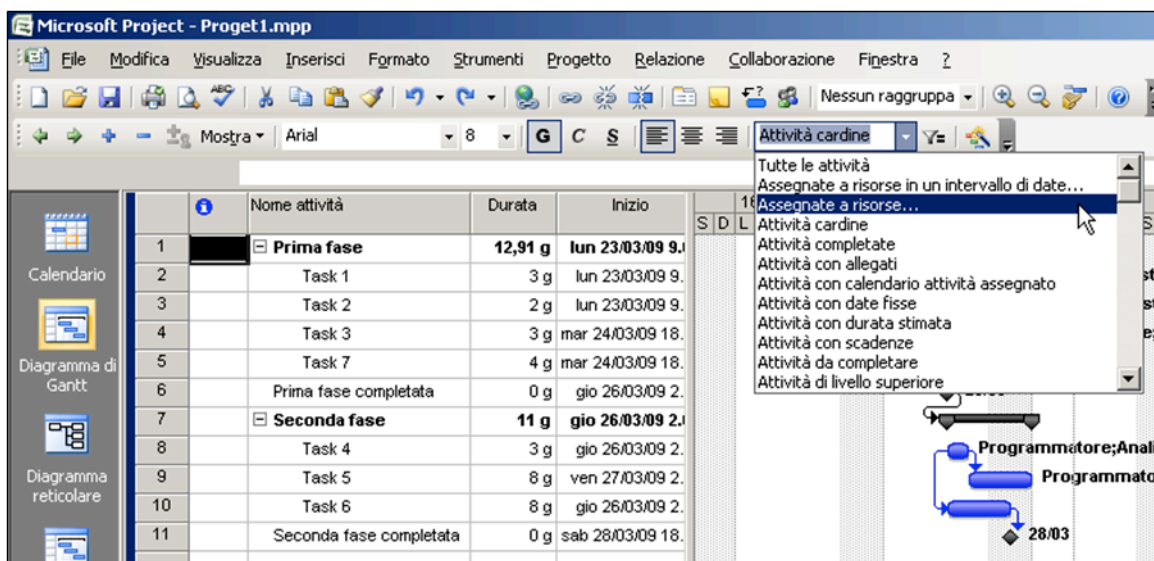 Microsoft Project - Proget1.mpp
File Modifica Visualizza Inserisci Formato Strumenti Progetto Relazione Collaborazione Finestra ?
ABC Nessun raggruppa
Mostra Arial 8 G C S Attività cardine Y=
Tutte le attività
Assegnate a risorse in un intervallo di date...
Assegnate a risorse...
Attività cardine
Attività completate
Attività con allegati
Attività con calendario attività assegnato
Attività con date fisse
Attività con durata stimata
Attività con scadenze
Attività da completare
Attività di livello superiore
Nome attività Durata Inizio
S D L
1 Prima fase 12,91 g lun 23/03/09 9.
2 Task 1 3 g lun 23/03/09 9.
3 Task 2 2 g lun 23/03/09 9.
4 Task 3 3 g mar 24/03/09 18.
5 Task 7 4 g mar 24/03/09 18.
6 Prima fase completata 0 g gio 26/03/09 2.
7 Seconda fase 11 g gio 26/03/09 2.
8 Task 4 3 g gio 26/03/09 2. Programmatore;Anali
9 Task 5 8 g ven 27/03/09 2. Programmato
10 Task 6 8 g gio 26/03/09 2.
11 Seconda fase completata 0 g sab 28/03/09 18. 28/03
Calendario
Diagramma di
Gantt
Diagramma
reticolare